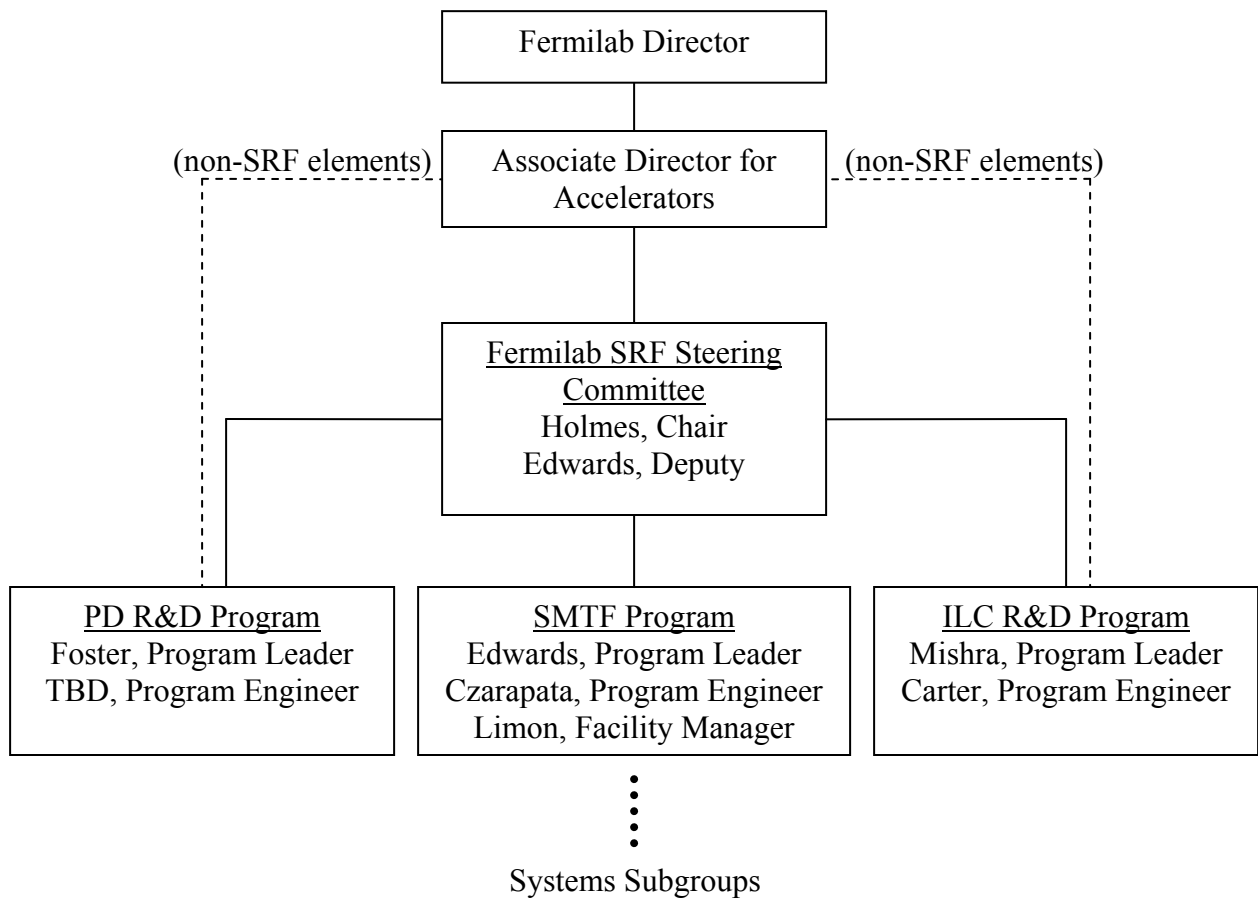 Fermilab Director
(non-SRF elements)
Associate Director for
Accelerators
(non-SRF elements)
Fermilab SRF Steering
Committee
Holmes, Chair
Edwards, Deputy
PD R&D Program
Foster, Program Leader
TBD, Program Engineer
SMTF Program
Edwards, Program Leader
Czarapata, Program Engineer
Limon, Facility Manager
ILC R&D Program
Mishra, Program Leader
Carter, Program Engineer
Systems Subgroups